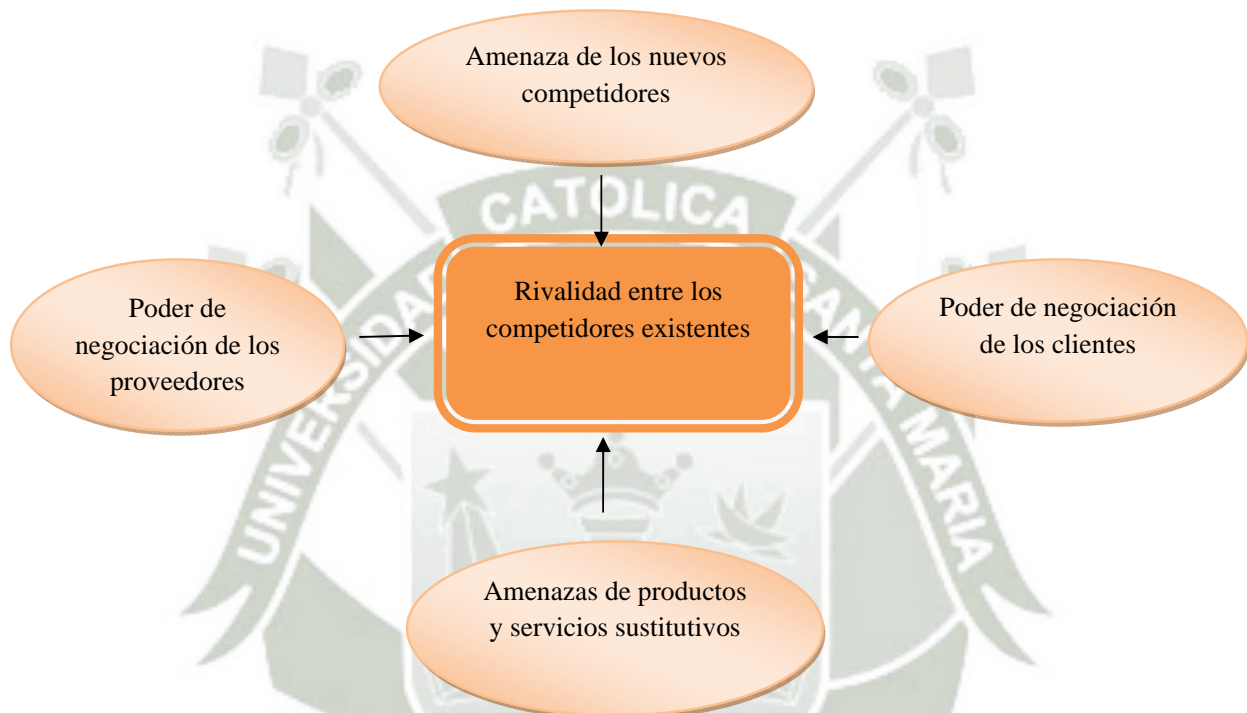 Amenaza de los nuevos
competidores
CATOLICA
Rivalidad entre los
competidores existentes
Poder de
negociación de los
proveedores
Poder de negociación
de los clientes
SANTA MARIA
Amenazas de productos
y servicios sustitutivos